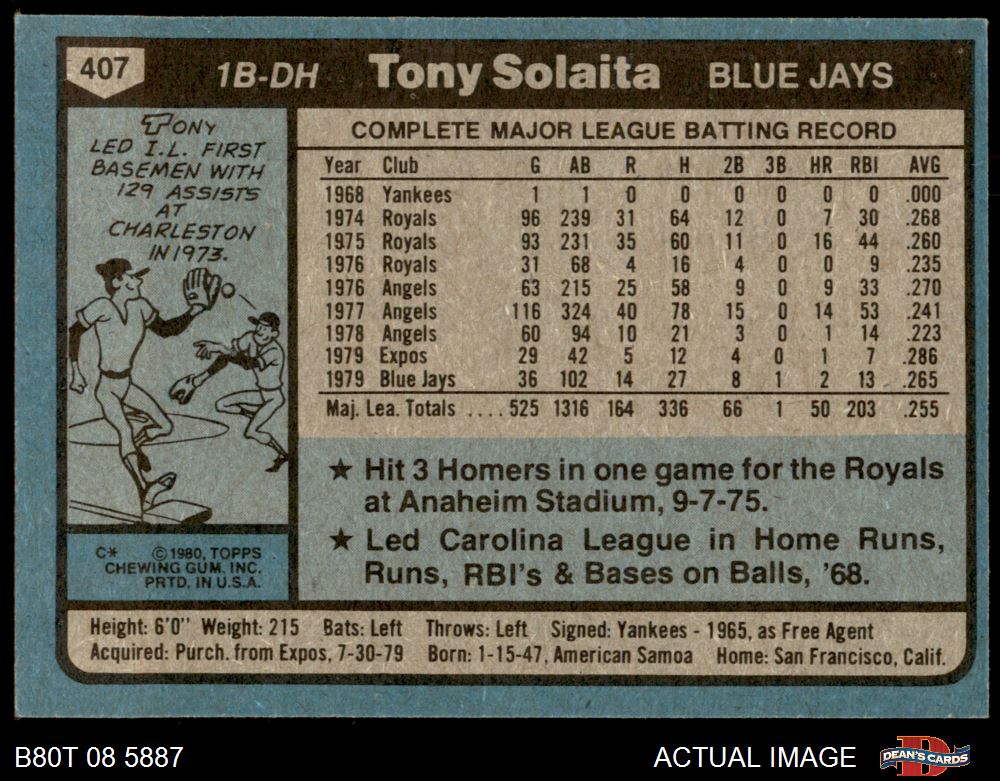 407
1B-DH Tony Solaita BLUE JAYS
TONY
LED I.L. FIRST
BASEMEN WITH
129 ASSISTS
AT
CHARLESTON
IN 1973.
C* ©1980, TOPPS
CHEWING GUM. INC.
PRTD. IN U.S.A.
COMPLETE MAJOR LEAGUE BATTING RECORD
Year Club G AB R H 2B 3B HR RBI AVG
1968 Yankees 1 1 0 0 0 0 0 0 .000
1974 Royals 96 239 31 64 12 0 7 30 .268
1975 Royals 93 231 35 60 11 0 16 44 .260
1976 Royals 31 68 4 16 4 0 0 9 .235
1976 Angels 63 215 25 58 9 0 9 33 .270
1977 Angels 116 324 40 78 15 0 14 53 .241
1978 Angels 60 94 10 21 3 0 1 14 .223
1979 Expos 29 42 5 12 4 0 1 7 .286
1979 Blue Jays 36 102 14 27 8 1 2 13 .265
Maj. Lea. Totals .... 525 1316 164 336 66 1 50 203 .255
★ Hit 3 Homers in one game for the Royals
at Anaheim Stadium, 9-7-75.
★ Led Carolina League in Home Runs,
Runs, RBI's & Bases on Balls, '68.
Height: 6'0" Weight: 215 Bats: Left Throws: Left Signed: Yankees - 1965, as Free Agent
Acquired: Purch. from Expos, 7-30-79 Born: 1-15-47, American Samoa Home: San Francisco, Calif.
B80T 08 5887 ACTUAL IMAGE DEAN'S CARDS